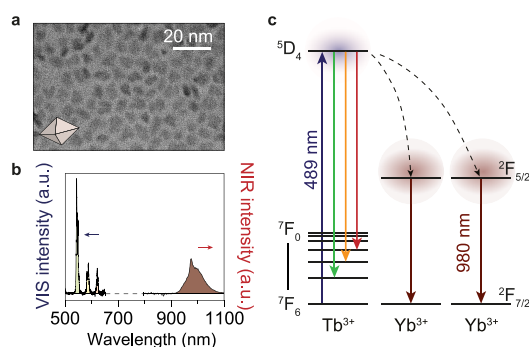 a
20 nm
b
VIS intensity (a.u.)
NIR intensity (a.u.)
500 700 900 1100
Wavelength (nm)
c
⁵D₄
489 nm
⁷F₀
⁷F₆
²F₅/₂
980 nm
²F₇/₂
Tb³⁺ Yb³⁺ Yb³⁺